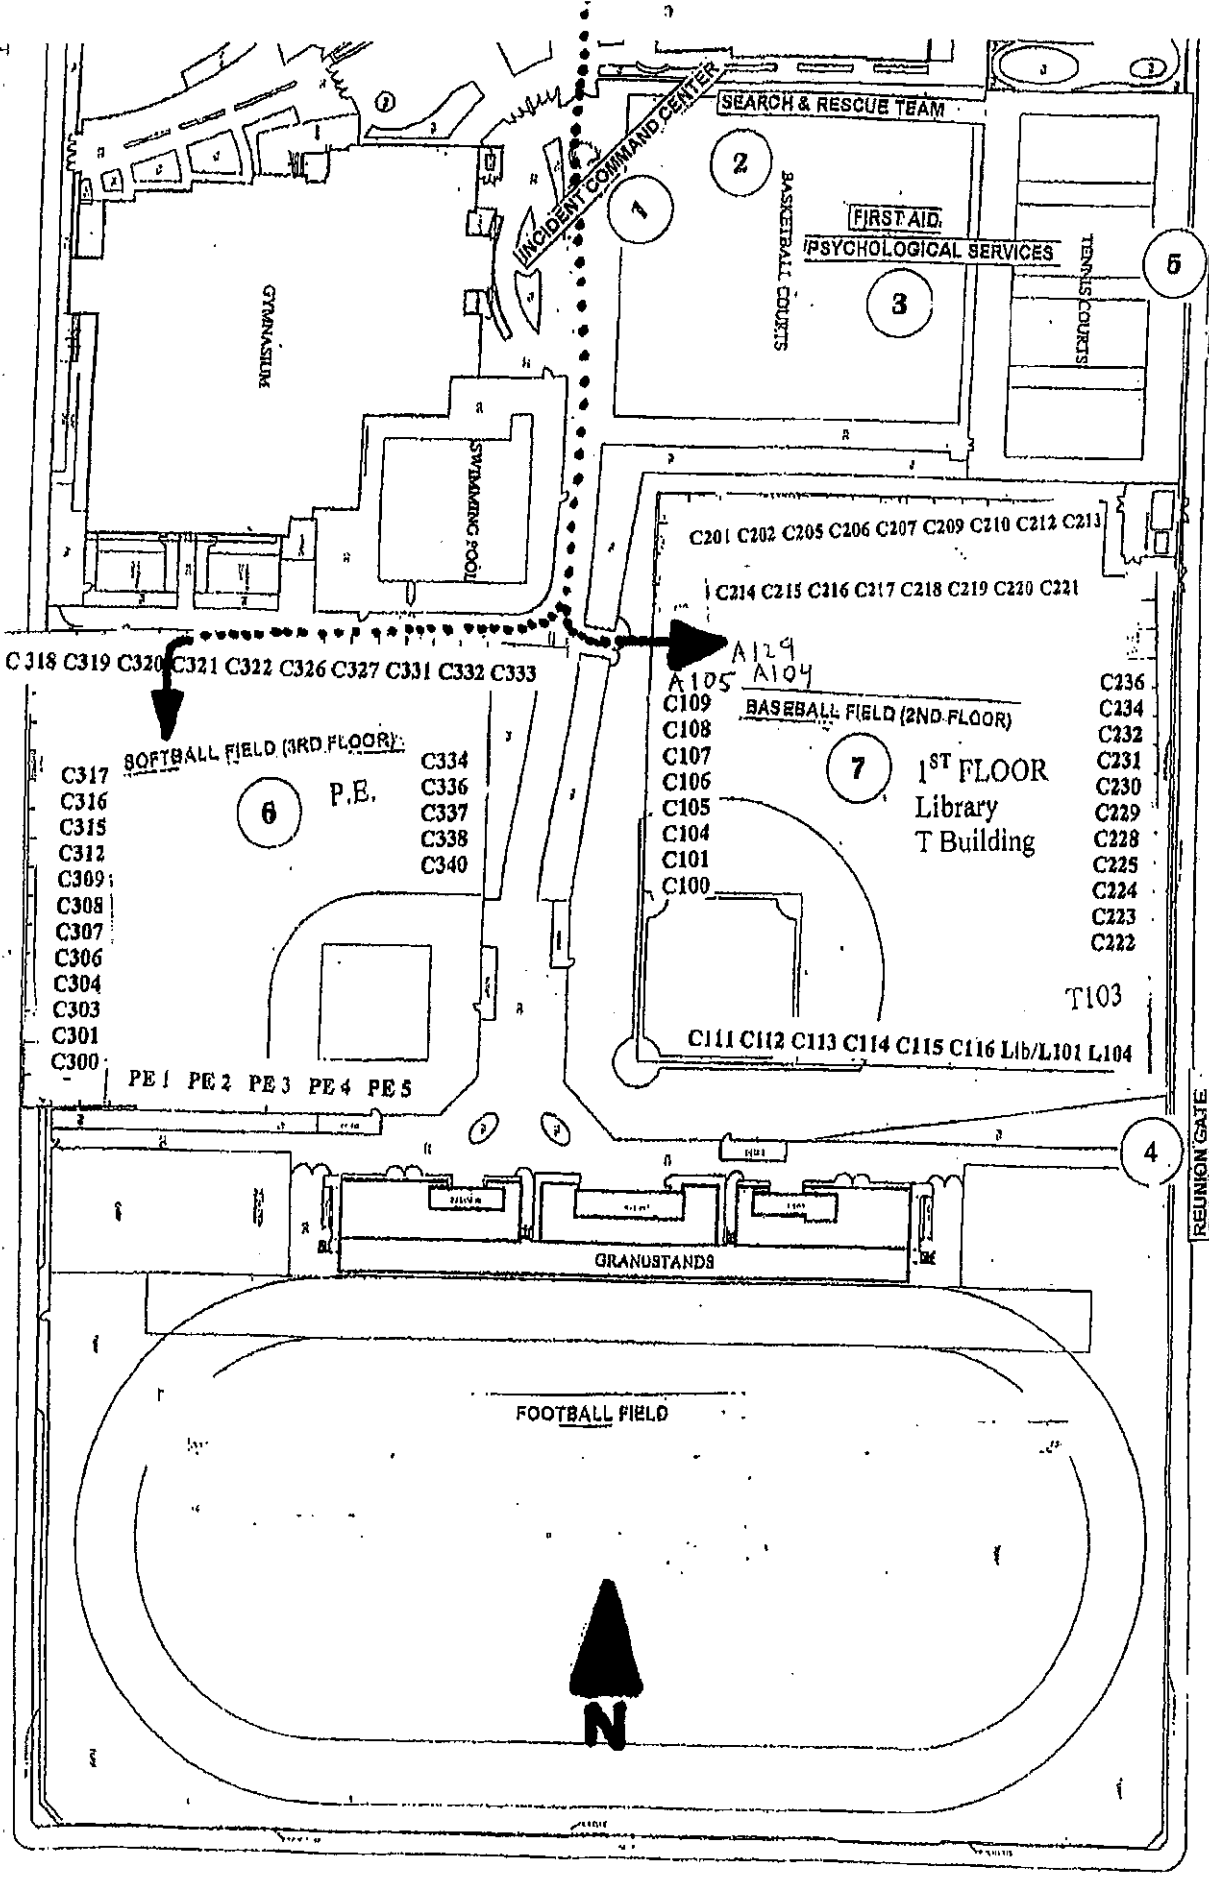 INCIDENT COMMAND CENTER
SEARCH & RESCUE TEAM
1
2
BASKETBALL COURTS
FIRST AID
PSYCHOLOGICAL SERVICES
3
TENNIS COURTS
5
GYMNASIUM
SWIMMING POOL
C201 C202 C205 C206 C207 C209 C210 C212 C213
C214 C215 C216 C217 C218 C219 C220 C221
C318 C319 C320 C321 C322 C326 C327 C331 C332 C333
A129
A105 A104
SOFTBALL FIELD (3RD FLOOR)
6
P.E.
C317
C316
C315
C312
C309
C308
C307
C306
C304
C303
C301
C300
C334
C336
C337
C338
C340
PE 1 PE 2 PE 3 PE 4 PE 5
C109
C108
C107
C106
C105
C104
C101
C100
BASEBALL FIELD (2ND FLOOR)
7
1ST FLOOR
Library
T Building
C236
C234
C232
C231
C230
C229
C228
C225
C224
C223
C222
T103
C111 C112 C113 C114 C115 C116 Lib/L101 L104
4
REUNION GATE
GRANDSTANDS
FOOTBALL FIELD
N